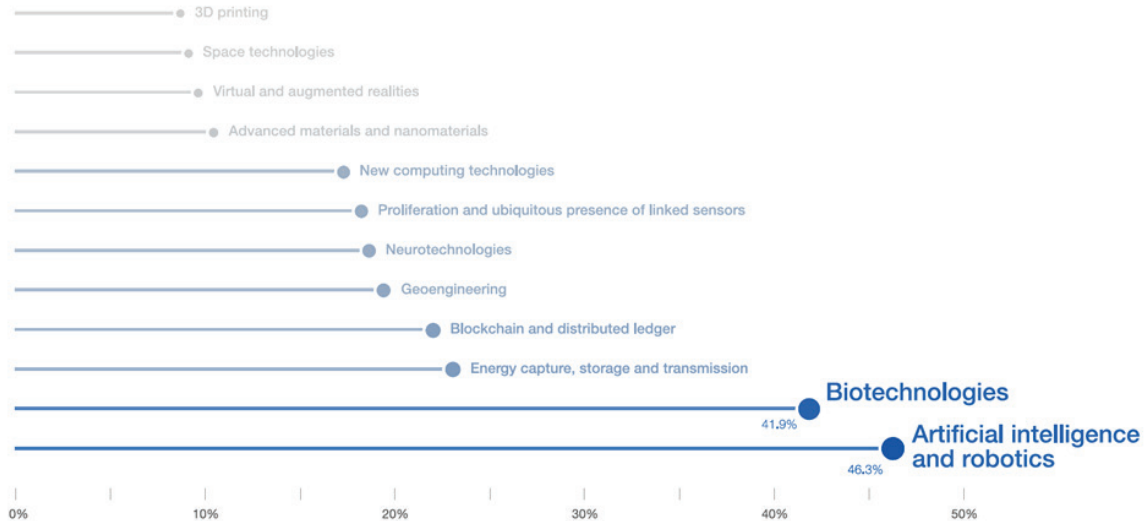 3D printing
Space technologies
Virtual and augmented realities
Advanced materials and nanomaterials
New computing technologies
Proliferation and ubiquitous presence of linked sensors
Neurotechnologies
Geoengineering
Blockchain and distributed ledger
Energy capture, storage and transmission
Biotechnologies
41.9%
Artificial intelligence
and robotics
46.3%
0% 10% 20% 30% 40% 50%